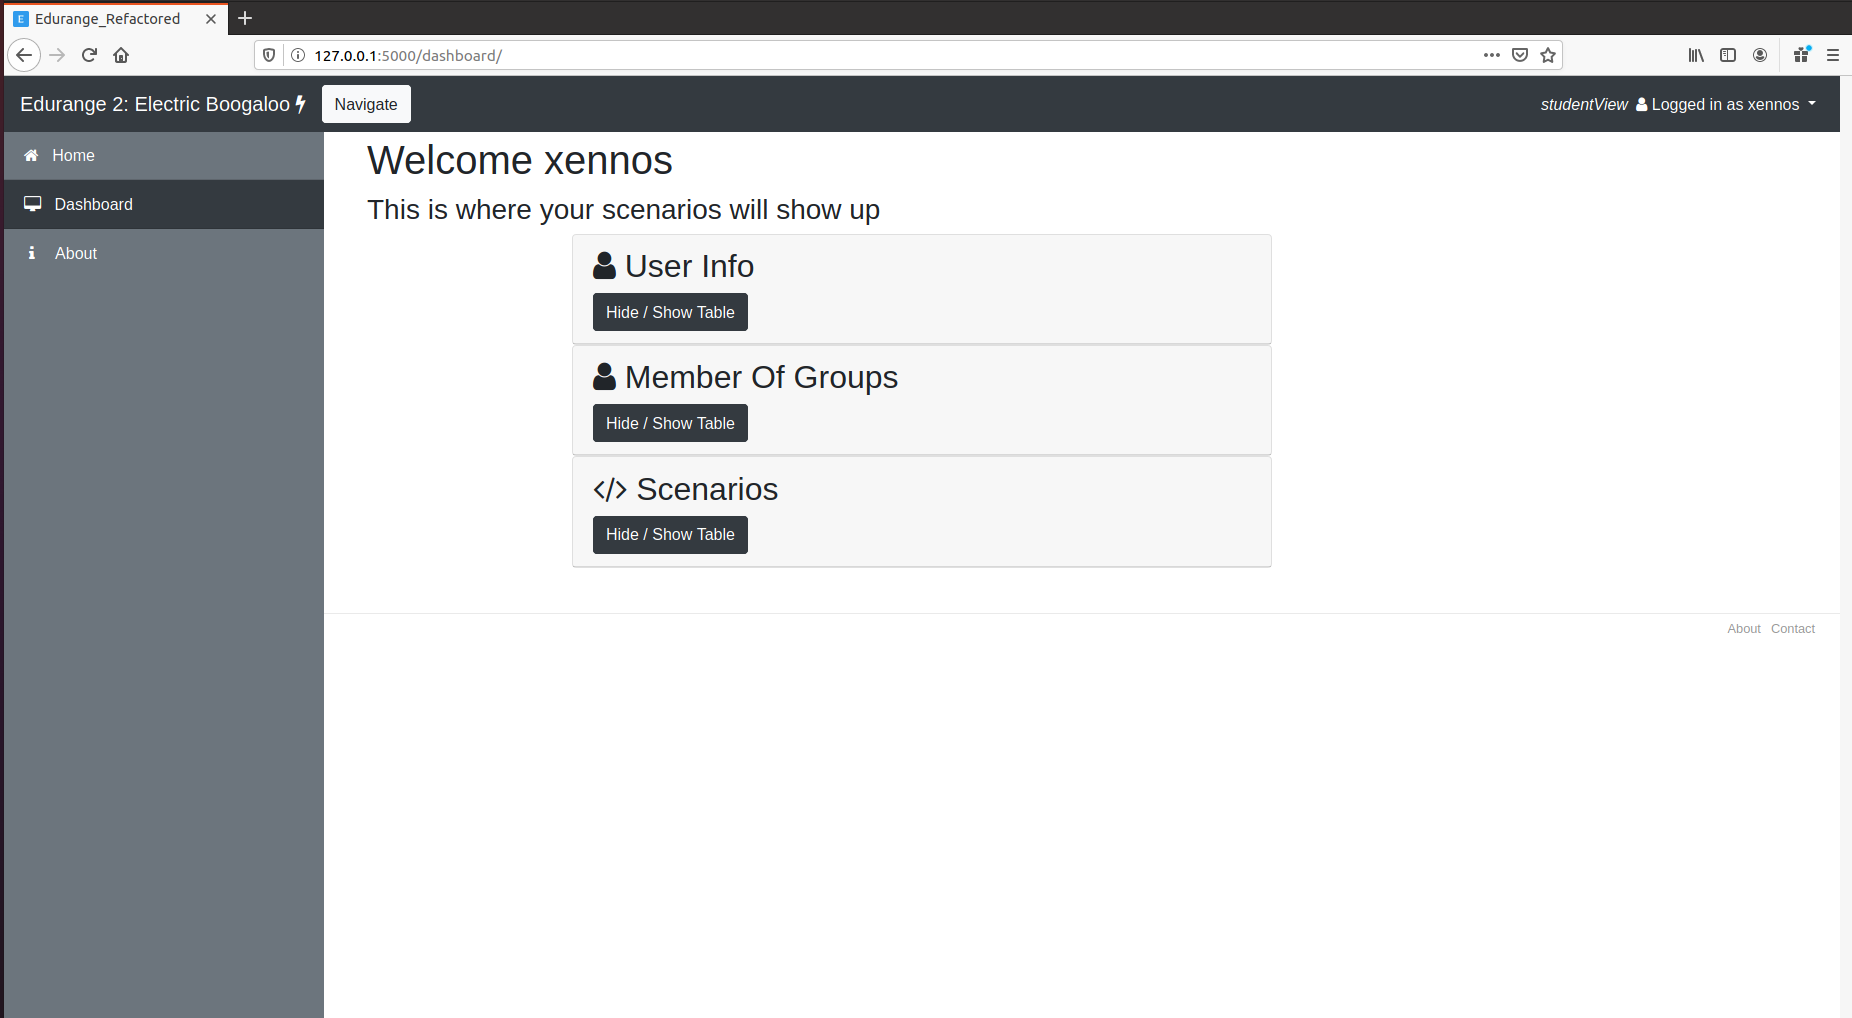 E Edurange_Refactored
127.0.0.1:5000/dashboard/
Edurange 2: Electric Boogaloo Navigate studentView Logged in as xennos
Home
Dashboard
About
Welcome xennos
This is where your scenarios will show up
User Info
Hide / Show Table
Member Of Groups
Hide / Show Table
</> Scenarios
Hide / Show Table
About Contact